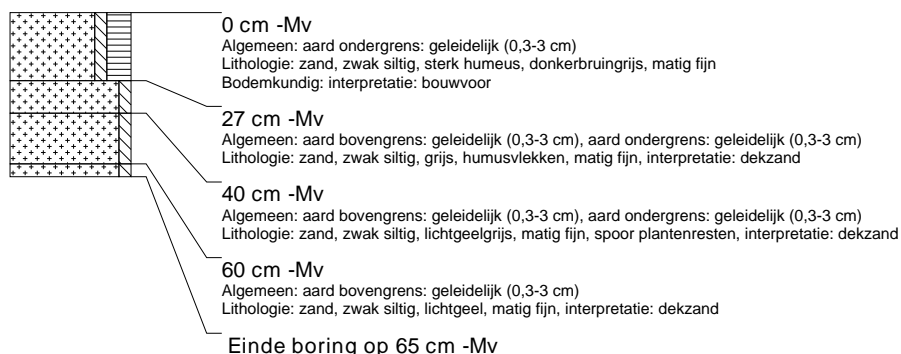 0 cm -Mv
Algemeen: aard ondergrens: geleidelijk (0,3-3 cm)
Lithologie: zand, zwak siltig, sterk humeus, donkerbruingrijs, matig fijn
Bodemkundig: interpretatie: bouwvoor
27 cm -Mv
Algemeen: aard bovengrens: geleidelijk (0,3-3 cm), aard ondergrens: geleidelijk (0,3-3 cm)
Lithologie: zand, zwak siltig, grijs, humusvlekken, matig fijn, interpretatie: dekzand
40 cm -Mv
Algemeen: aard bovengrens: geleidelijk (0,3-3 cm), aard ondergrens: geleidelijk (0,3-3 cm)
Lithologie: zand, zwak siltig, lichtgeelgrijs, matig fijn, spoor plantenresten, interpretatie: dekzand
60 cm -Mv
Algemeen: aard bovengrens: geleidelijk (0,3-3 cm)
Lithologie: zand, zwak siltig, lichtgeel, matig fijn, interpretatie: dekzand
Einde boring op 65 cm -Mv